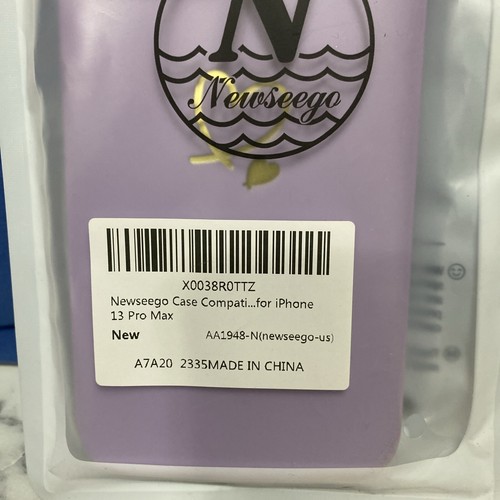 N
Newseego
X0038R0TTZ
Newseego Case Compati...for iPhone
13 Pro Max
New AA1948-N(newseego-us)
A7A20 2335MADE IN CHINA